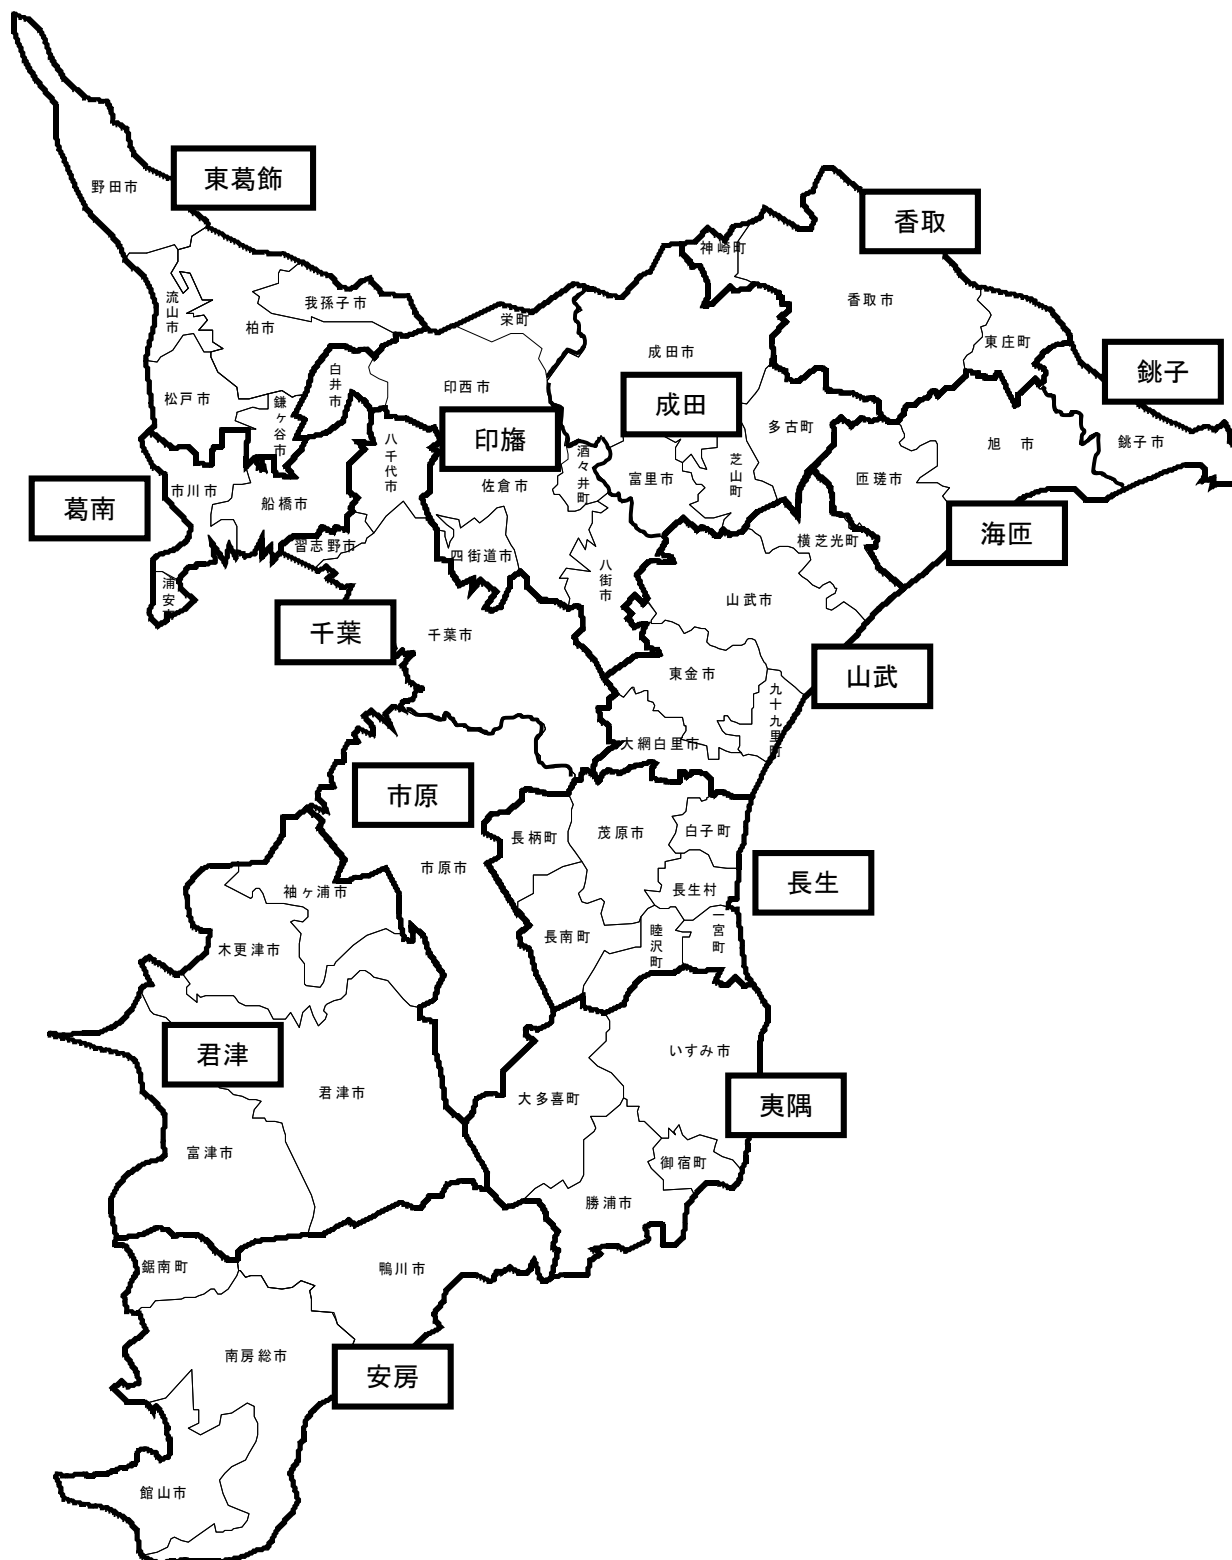 東葛飾
野田市
香取
神崎町
香取市
流山市
我孫子市
柏市
栄町
東庄町
成田市
銚子
白井市
印西市
松戸市
鎌ヶ谷市
成田
多古町
印旛
八千代市
酒々井町
旭 市
銚子市
芝山町
富里市
匝瑳市
佐倉市
市川市
船橋市
葛南
海匝
習志野市
横芝光町
四街道市
八街市
浦安
山武市
千葉
千葉市
東金市
山武
九十九里町
大網白里市
市原
茂原市
白子町
長柄町
市原市
長生
袖ヶ浦市
長生村
一宮町
長南町
睦沢町
木更津市
君津
いすみ市
君津市
大多喜町
夷隅
富津市
御宿町
勝浦市
鋸南町
鴨川市
南房総市
安房
館山市